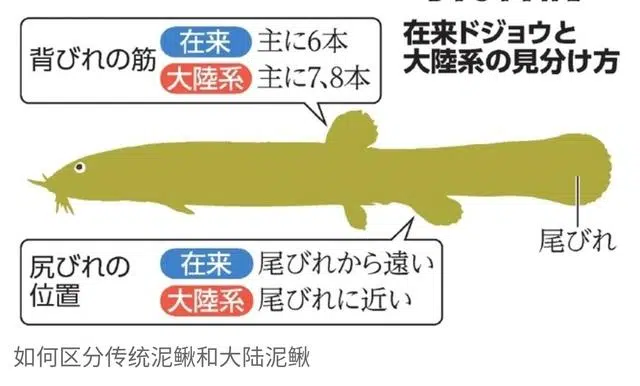 在来ドジョウと
大陸系の見分け方
背びれの筋
在来 主に6本
大陸系 主に7、8本
尾びれ
尻びれの
位置
在来 尾びれから遠い
大陸系 尾びれに近い
如何区分传统泥鳅和大陆泥鳅